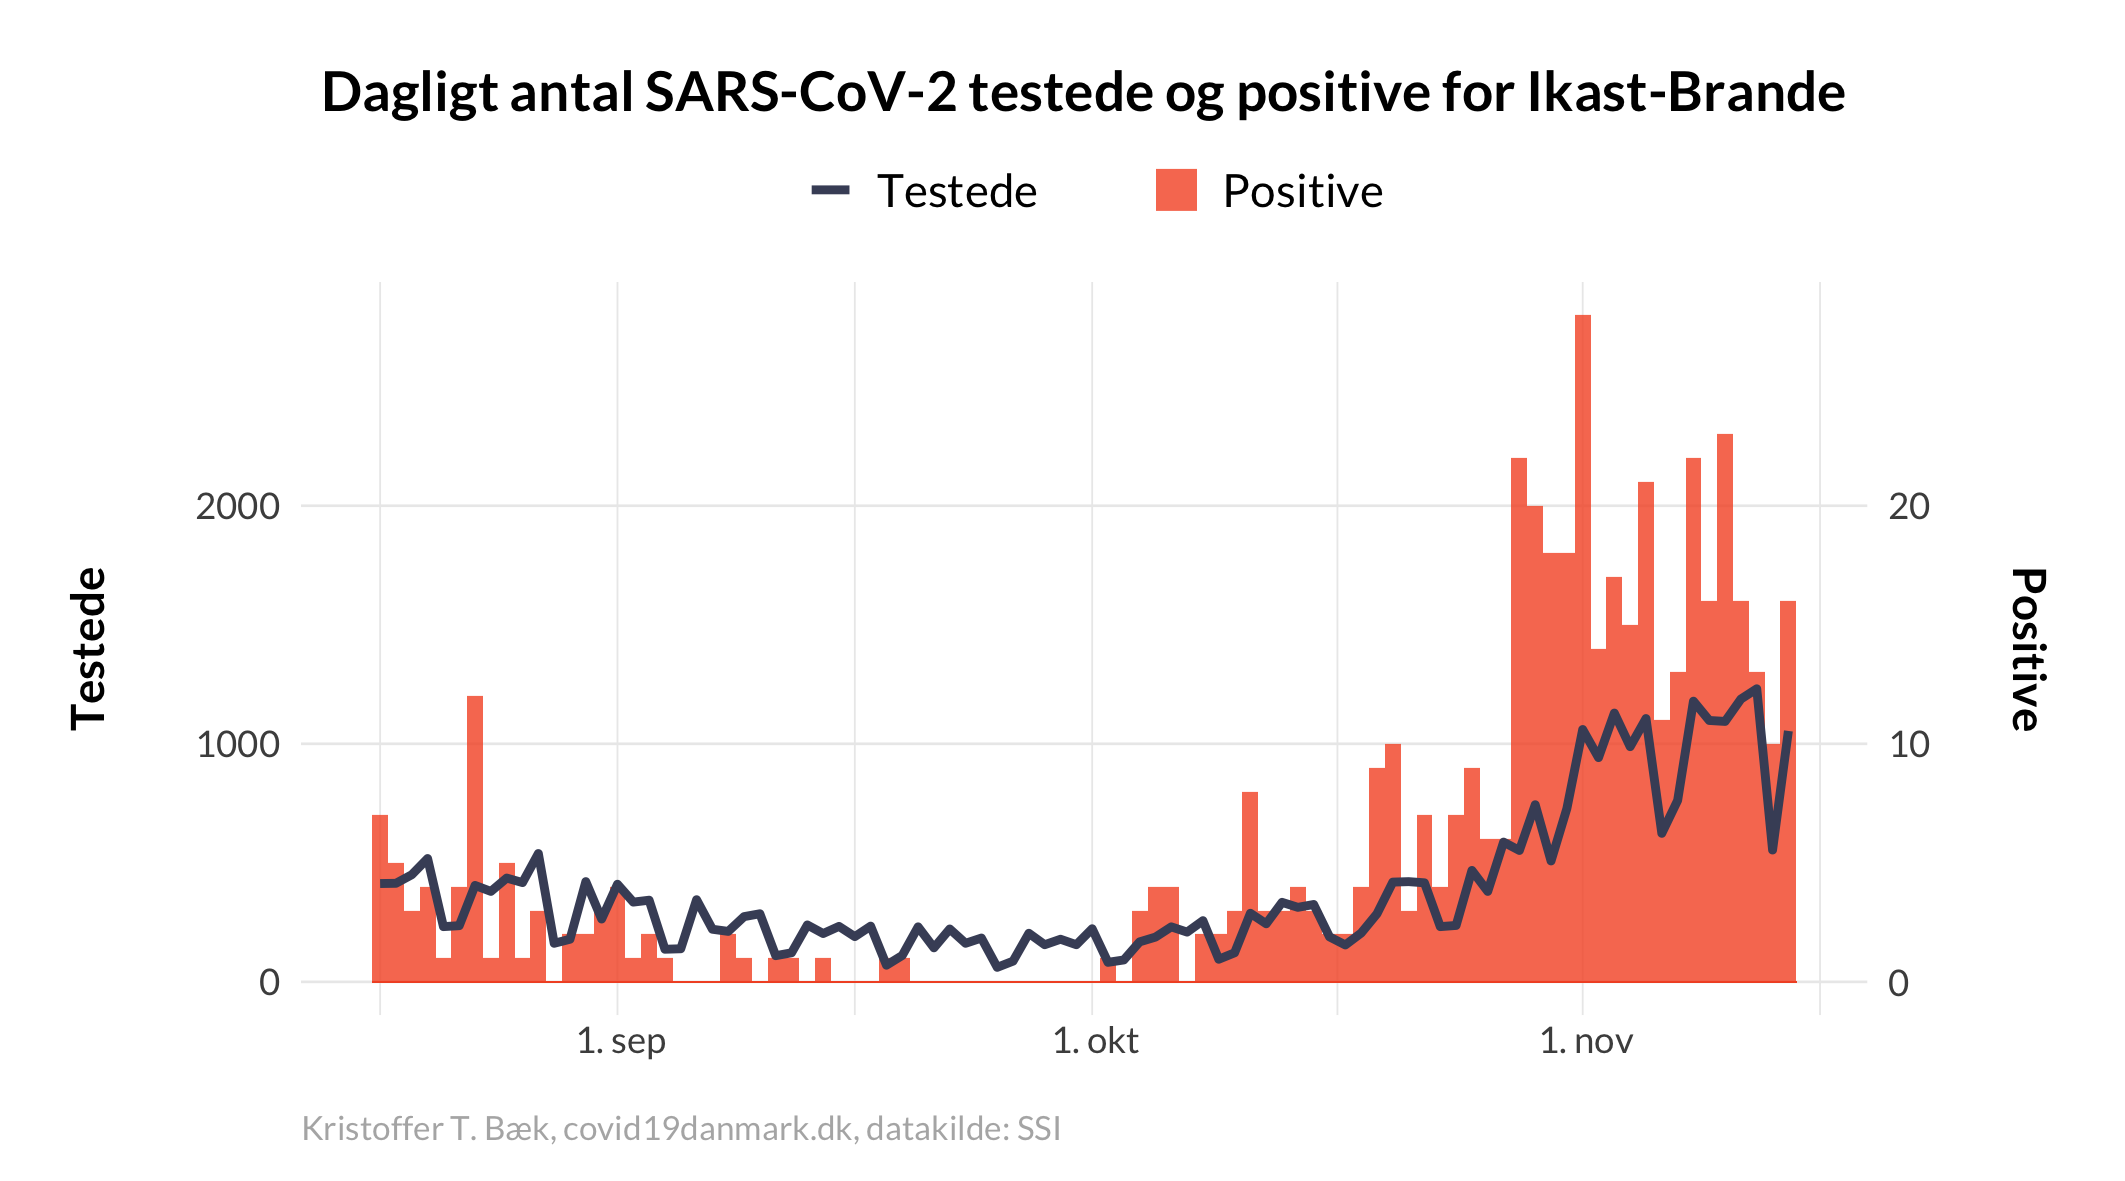 Dagligt antal SARS-CoV-2 testede og positive for Ikast-Brande
Testede
Positive
2000
1000
0
Testede
20
10
0
Positive
1. sep
1. okt
1. nov
Kristoffer T. Bæk, covid19danmark.dk, datakilde: SSI